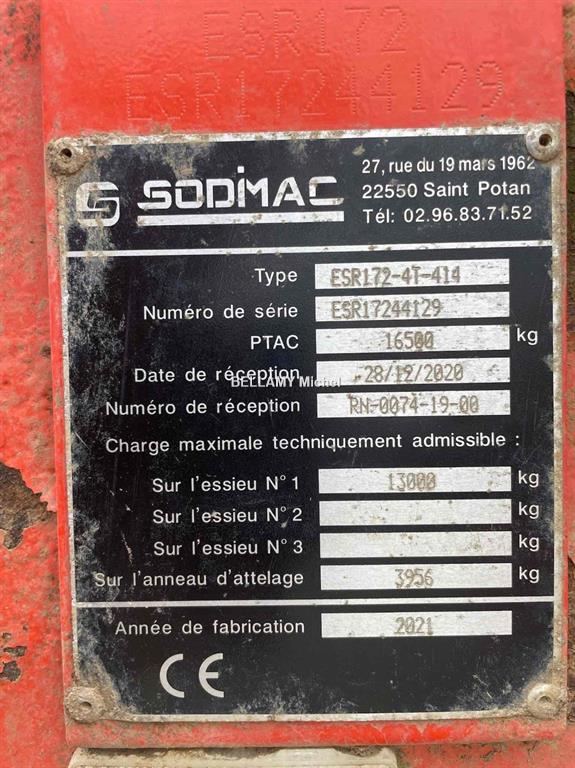 ESR172
ESR17244129
SODIMAC
27, rue du 19 mars 1962
22550 Saint Potan
Tél: 02.96.83.71.52
Type ESR172-4T-414
Numéro de série ESR17244129
PTAC 16500 kg
Date de réception 28/12/2020
BELLAMY Michel
Numéro de réception RN-0074-19-00
Charge maximale techniquement admissible :
Sur l'essieu N° 1 13000 kg
Sur l'essieu N° 2 kg
Sur l'essieu N° 3 kg
Sur l'anneau d'attelage 3956 kg
Année de fabrication 2021
CE